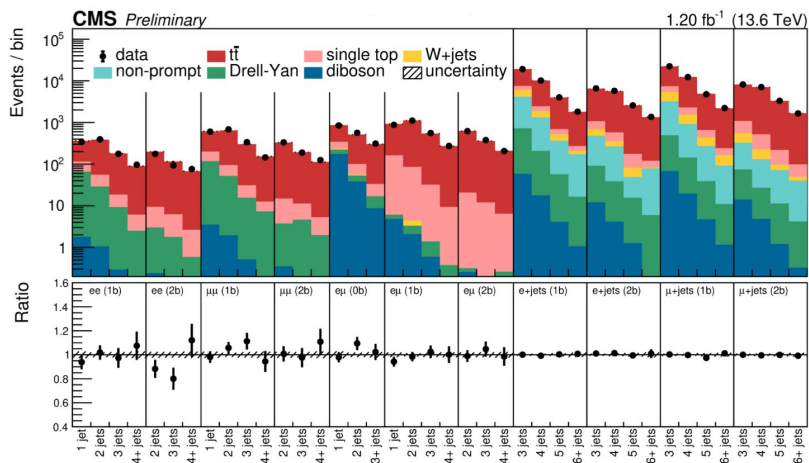 CMS Preliminary 1.20 fb⁻¹ (13.6 TeV)
Events / bin
10⁵
10⁴
10³
10²
10
1
data tt̄ single top W+jets
non-prompt Drell-Yan diboson uncertainty
Ratio
1.6
1.4
1.2
1
0.8
0.6
0.4
ee (1b) ee (2b) μμ (1b) μμ (2b) eμ (0b) eμ (1b) eμ (2b) e+jets (1b) e+jets (2b) μ+jets (1b) μ+jets (2b)
1 jet 2 jets 3 jets 4+ jets 2 jets 3 jets 4+ jets 1 jet 2 jets 3 jets 4+ jets 2 jets 3 jets 4+ jets 1 jet 2 jets 3+ jets 1 jet 2 jets 3 jets 4+ jets 2 jets 3 jets 4+ jets 3 jets 4 jets 5 jets 6+ jets 3 jets 4 jets 5 jets 6+ jets 3 jets 4 jets 5 jets 6+ jets 3 jets 4 jets 5 jets 6+ jets